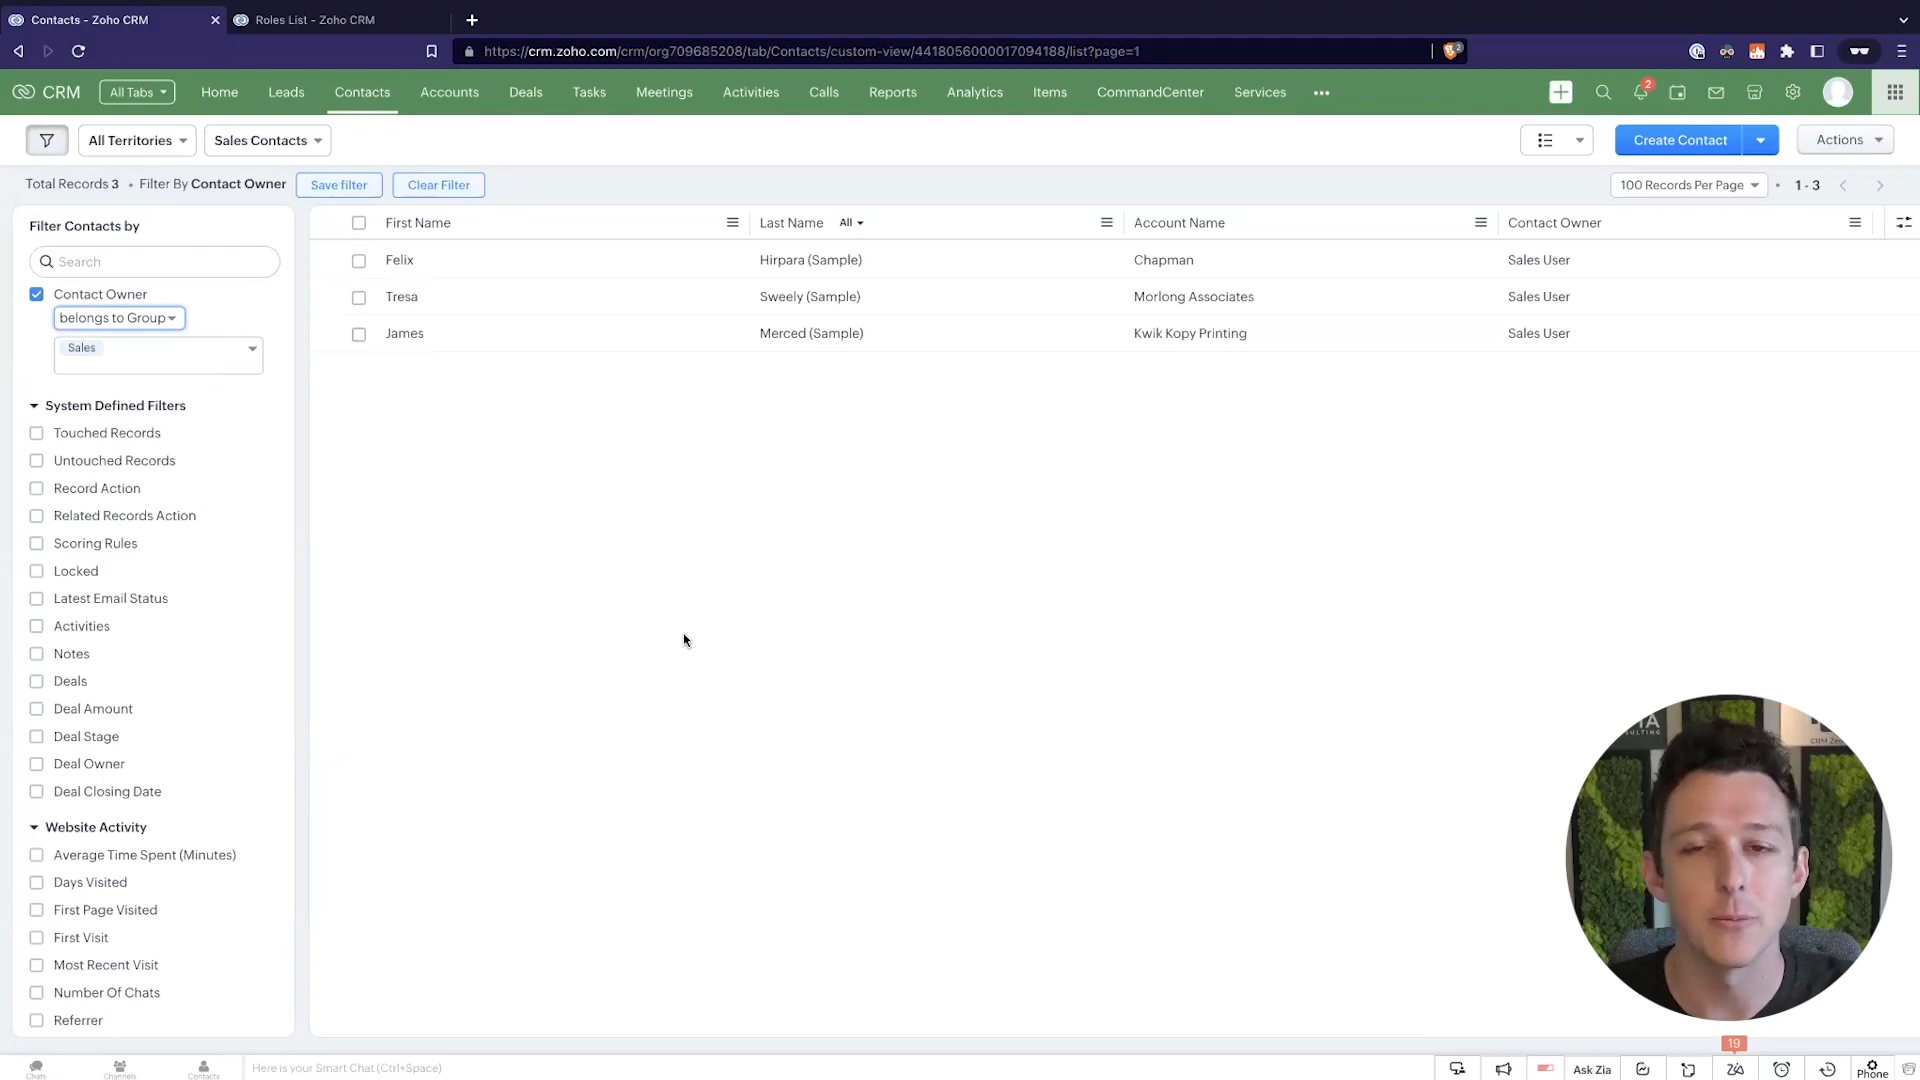 Contacts - Zoho CRM
Roles List - Zoho CRM
https://crm.zoho.com/crm/org709685208/tab/Contacts/custom-view/4418056000017094188/list?page=1
2
CRM
All Tabs
Home
Leads
Contacts
Accounts
Deals
Tasks
Meetings
Activities
Calls
Reports
Analytics
Items
CommandCenter
Services
2
All Territories
Sales Contacts
Create Contact
Actions
Total Records 3 • Filter By Contact Owner
Save filter
Clear Filter
100 Records Per Page
1 - 3
Filter Contacts by
Search
Contact Owner
belongs to Group
Sales
System Defined Filters
Touched Records
Untouched Records
Record Action
Related Records Action
Scoring Rules
Locked
Latest Email Status
Activities
Notes
Deals
Deal Amount
Deal Stage
Deal Owner
Deal Closing Date
Website Activity
Average Time Spent (Minutes)
Days Visited
First Page Visited
First Visit
Most Recent Visit
Number Of Chats
Referrer
First Name
Last Name All
Account Name
Contact Owner
Felix
Hirpara (Sample)
Chapman
Sales User
Tresa
Sweely (Sample)
Morlong Associates
Sales User
James
Merced (Sample)
Kwik Kopy Printing
Sales User
Chats
Channels
Contacts
Here is your Smart Chat (Ctrl+Space)
Ask Zia
19
Phone